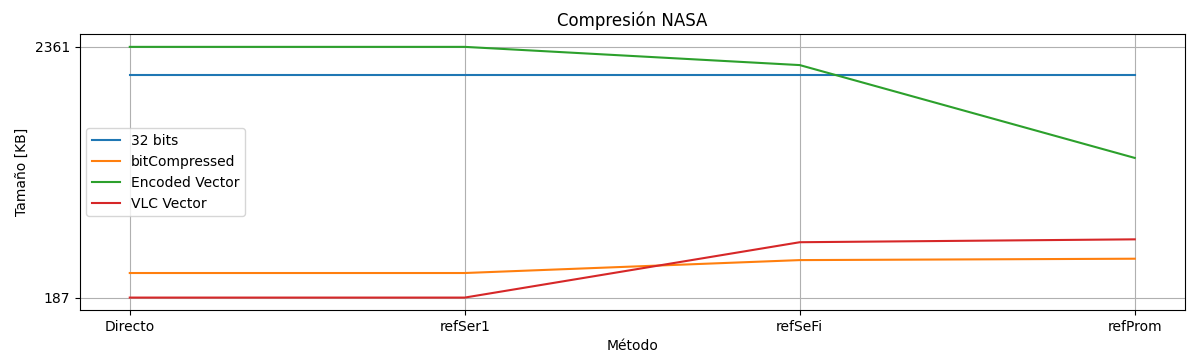 Compresión NASA
2361
Tamaño [KB]
32 bits
bitCompressed
Encoded Vector
VLC Vector
187
Directo
refSer1
refSeFi
refProm
Método